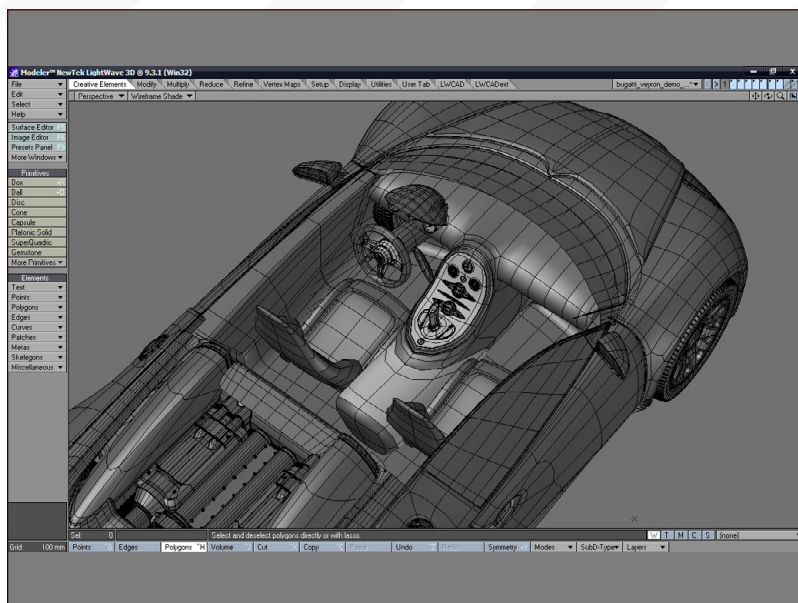 Modeler™ NewTek LightWave 3D ® 9.3.1 (Win32)
File Creative Elements Modify Multiply Reduce Refine Vertex Maps Setup Display Utilities User Tab LWCAD LWCADext bugatti_veyron_demo_...* 1
Edit Perspective Wireframe Shade
Select
Help
Surface Editor
Image Editor
Presets Panel
More Windows
Primitives
Box
Ball
Disc
Cone
Capsule
Platonic Solid
SuperQuadric
Gemstone
More Primitives
Elements
Text
Points
Polygons
Edges
Curves
Patches
Metas
Skelegons
Miscellaneous
Sel: 0 Select and deselect polygons directly or with lasso. W T M C S (none)
Grid: 100 mm Points Edges Polygons ^H Volume Cut Copy Paste Undo Redo Symmetry Modes SubD-Type Layers